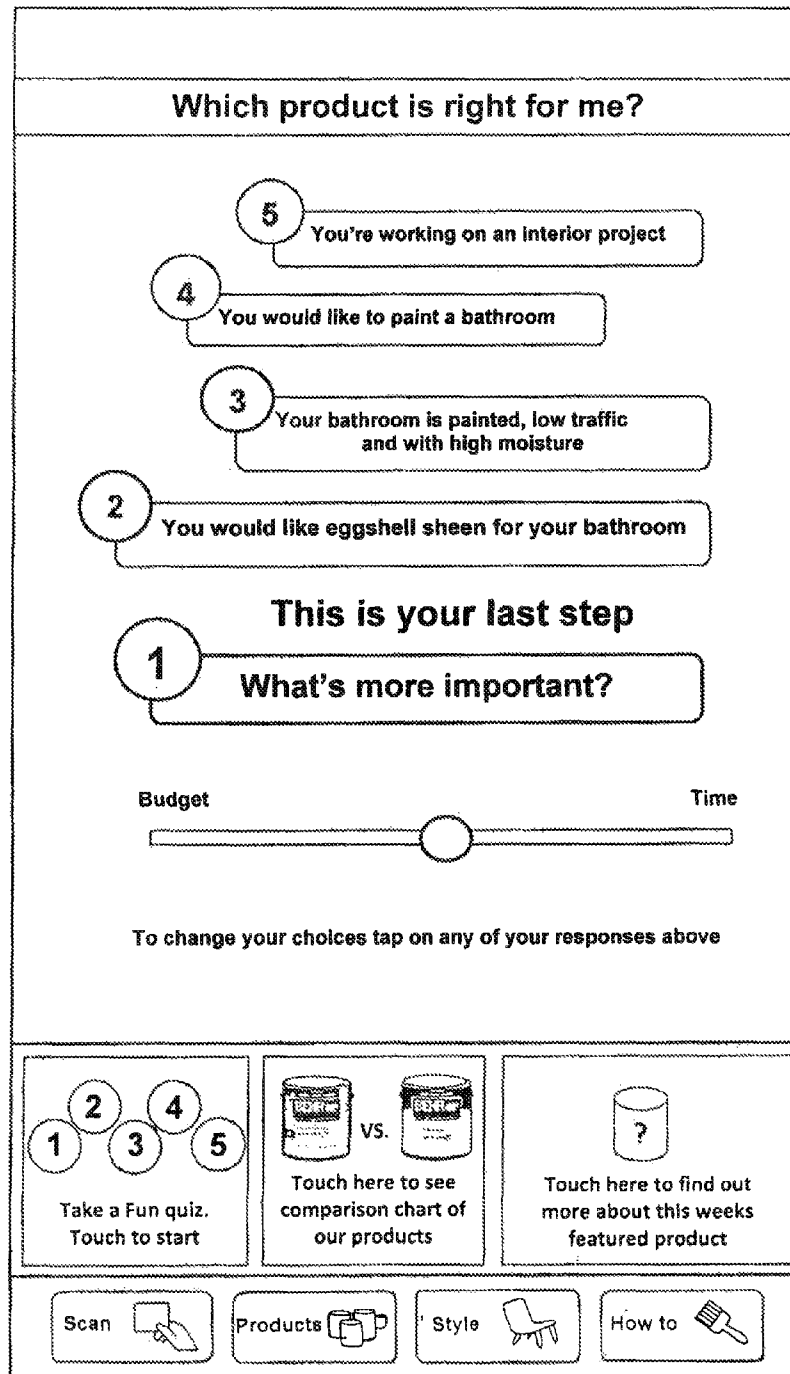 Which product is right for me?
5
You're working on an interior project
4
You would like to paint a bathroom
3
Your bathroom is painted, low traffic
and with high moisture
2
You would like eggshell sheen for your bathroom
This is your last step
1
What's more important?
Budget
Time
To change your choices tap on any of your responses above
1 2 3 4 5
Take a Fun quiz.
Touch to start
VS.
Touch here to see
comparison chart of
our products
?
Touch here to find out
more about this weeks
featured product
Scan
Products
Style
How to